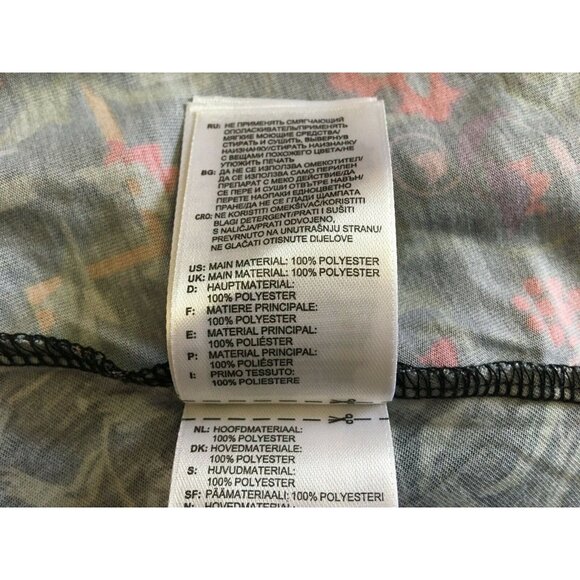 RU: НЕ ПРИМЕНЯТЬ СМЯГЧАЮЩИЙ
ОПОЛАСКИВАТЕЛЬ/ПРИМЕНЯТЬ
МЯГКИЕ МОЮЩИЕ СРЕДСТВА/
СТИРАТЬ И СУШИТЬ, ВЫВЕРНУВ
НАИЗНАНКУ/СТИРАТЬ НАИЗНАНКУ
С ВЕЩАМИ ПОХОЖЕГО ЦВЕТА/НЕ
УТЮЖИТЬ ПЕЧАТЬ
BG: ДА НЕ СЕ ИЗПОЛЗВА ОМЕКОТИТЕЛ/
ДА СЕ ИЗПОЛЗВА САМО ПЕРИЛЕН
ПРЕПАРАТ С МЕКО ДЕЙСТВИЕ/ДА
СЕ ПЕРЕ И СУШИ ОТВЪТРЕ НАВЪН/
ПЕРЕТЕ НАОПАКИ ЕДНОЦВЕТНО
ПРАНЕ/ДА НЕ СЕ ГЛАДИ ЩАМПАТА
CRO: NE KORISTITI OMEKŠIVAČ/KORISTITI
BLAGI DETERGENT/PRATI I SUŠITI
S NALIČJA/PRATI ODVOJENO,
PREVRNUTO NA UNUTRAŠNJU STRANU/
NE GLAČATI OTISNUTE DIJELOVE
US: MAIN MATERIAL: 100% POLYESTER
UK: MAIN MATERIAL: 100% POLYESTER
D: HAUPTMATERIAL:
100% POLYESTER
F: MATIERE PRINCIPALE:
100% POLYESTER
E: MATERIAL PRINCIPAL:
100% POLIÉSTER
P: MATERIAL PRINCIPAL:
100% POLIÉSTER
I: PRIMO TESSUTO:
100% POLIESTERE
NL: HOOFDMATERIAAL:
100% POLYESTER
DK: HOVEDMATERIALE:
100% POLYESTER
S: HUVUDMATERIAL:
100% POLYESTER
SF: PÄÄMATERIAALI: 100% POLYESTERI
N: HOVEDMATERIAL: